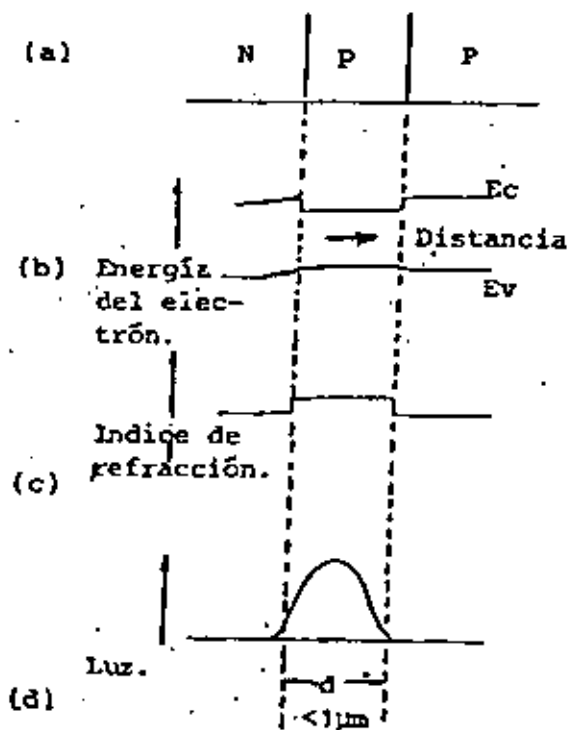 (a) N P P
Ec
Distancia
(b) Energía
del elec-
trón.
Ev
Indice de
refracción.
(c)
Luz.
d
(d)
<1µm